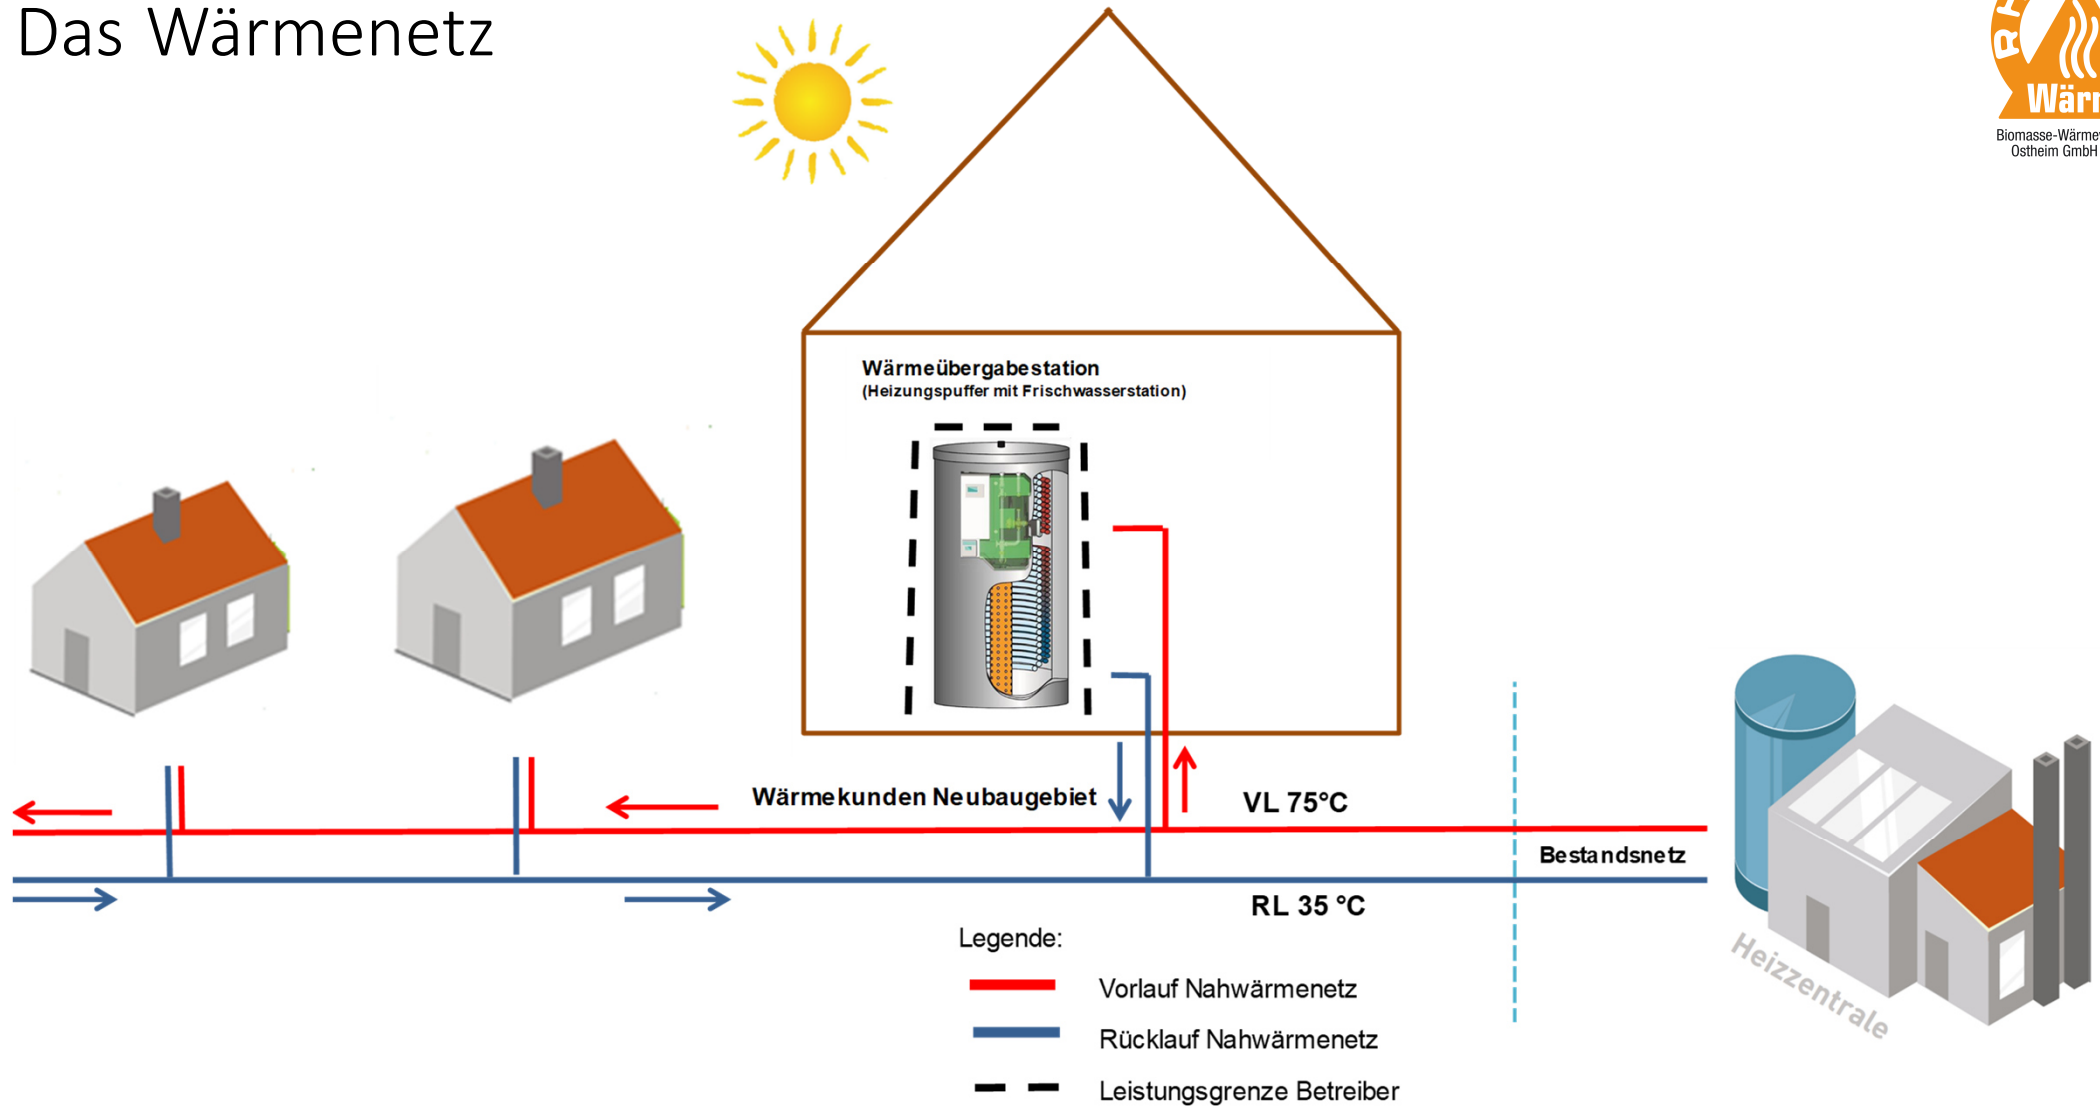 Das Wärmenetz
Biomasse-Wärme
Ostheim GmbH
Wärmeübergabestation
(Heizungspuffer mit Frischwasserstation)
Wärmekunden Neubaugebiet
VL 75°C
Bestandsnetz
RL 35 °C
Heizzentrale
Legende:
Vorlauf Nahwärmenetz
Rücklauf Nahwärmenetz
Leistungsgrenze Betreiber